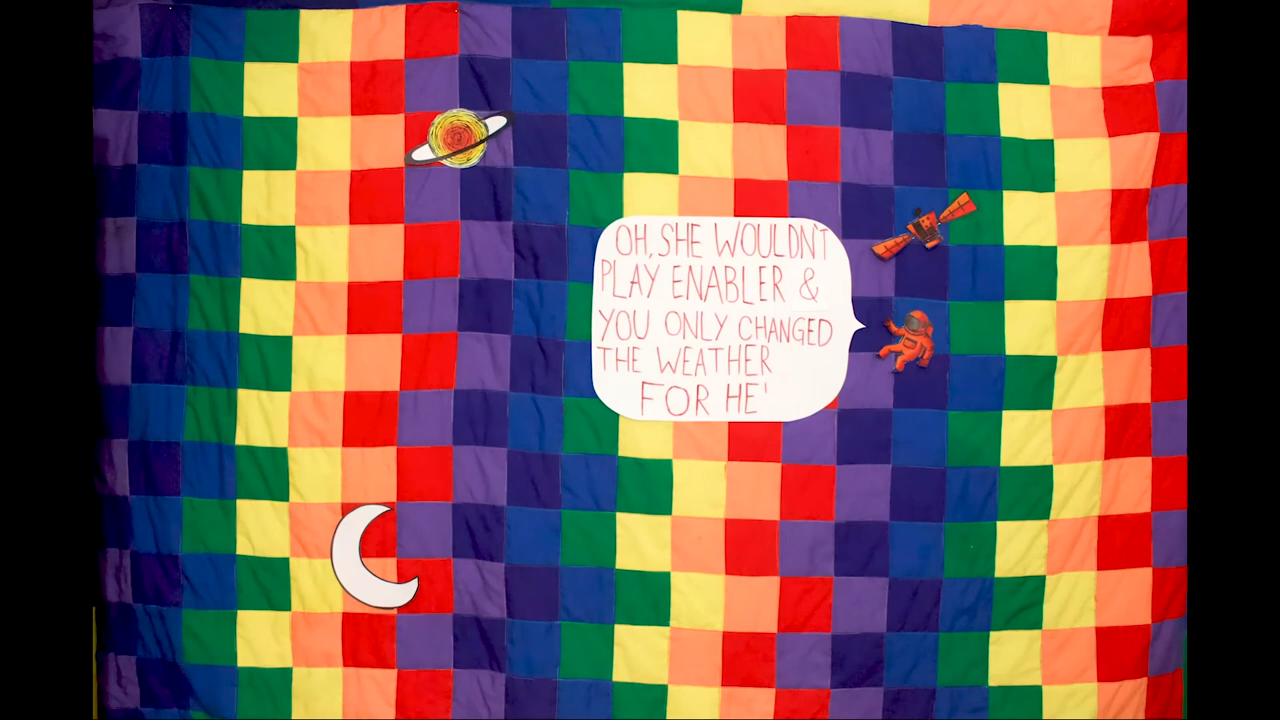 OH, SHE WOULDN'T
PLAY ENABLER &
YOU ONLY CHANGED
THE WEATHER
FOR HE'